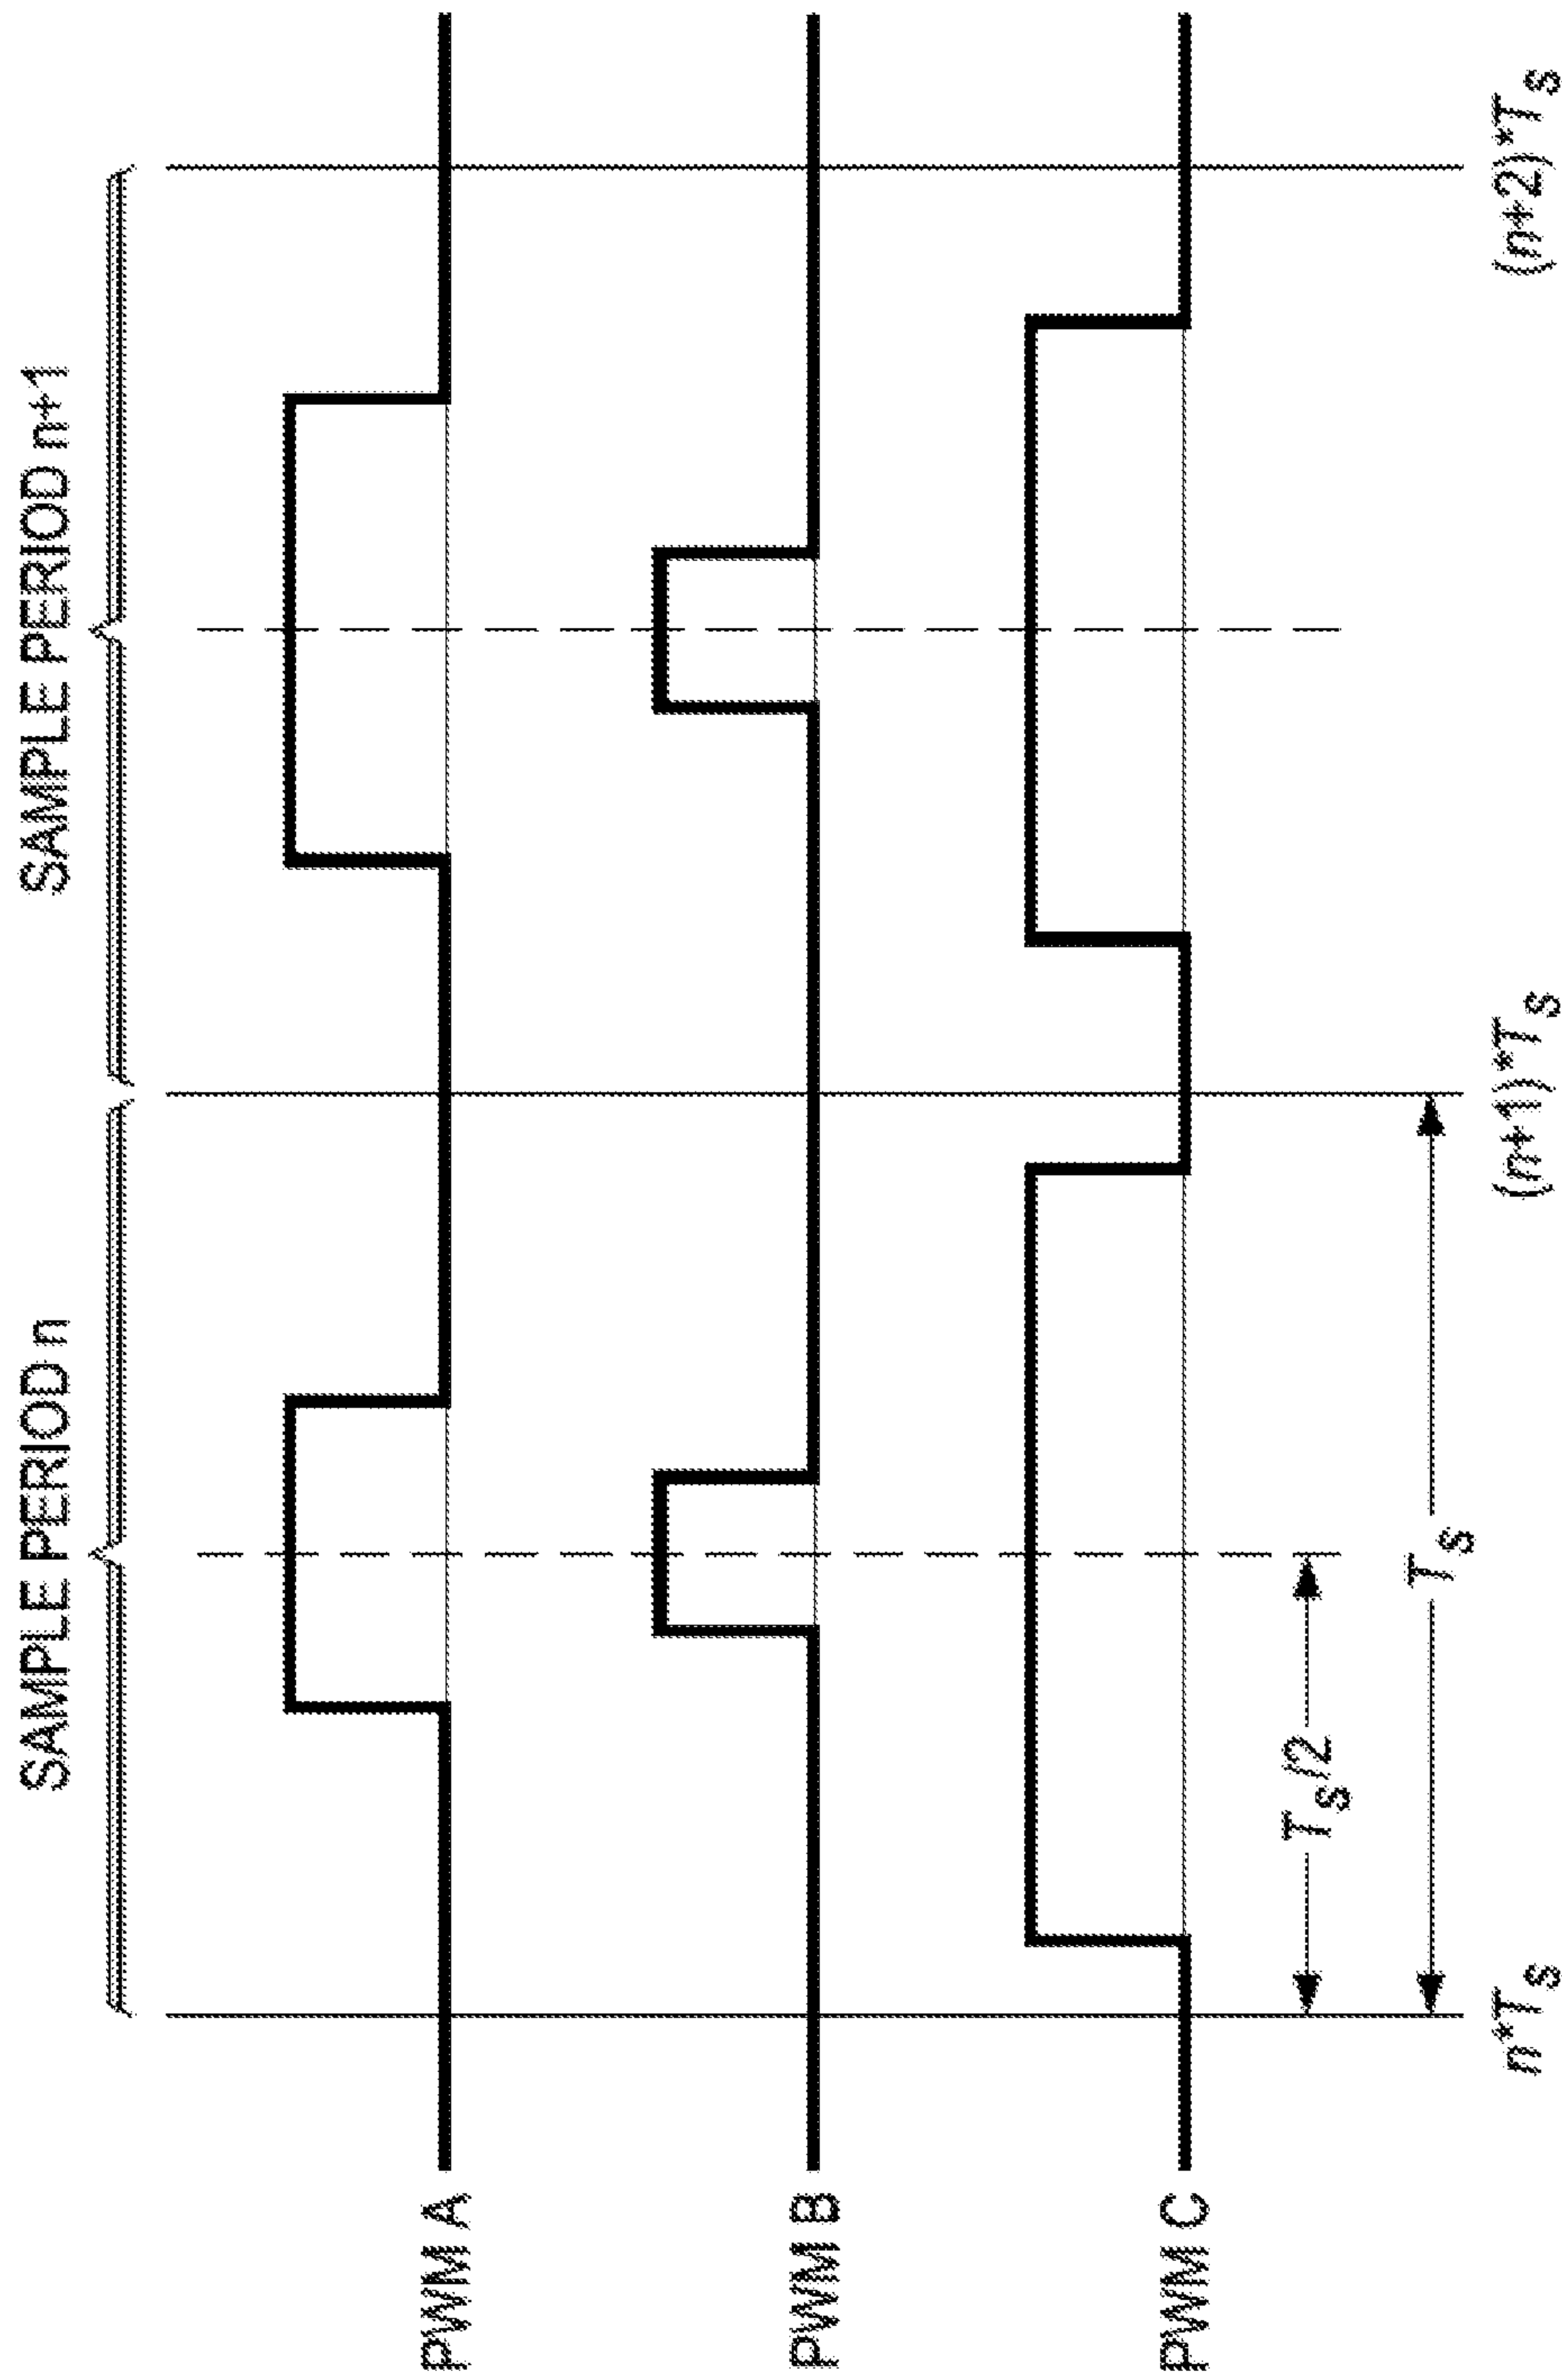 SAMPLE PERIOD n
SAMPLE PERIOD n+1
PWM A
PWM B
PWM C
Ts/2
Ts
n*Ts
(n+1)*Ts
(n+2)*Ts